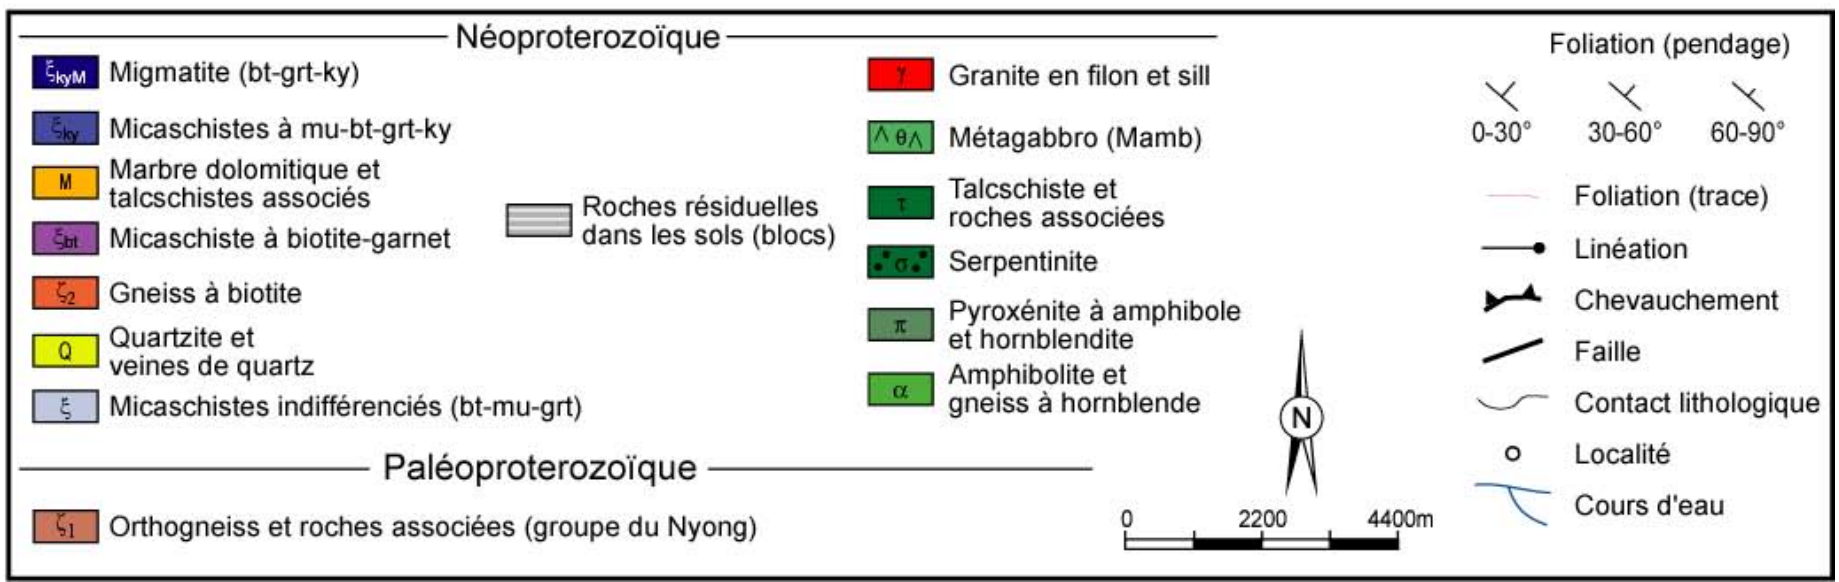 Néoproterozoïque
ξkyM Migmatite (bt-grt-ky)
ξky Micaschistes à mu-bt-grt-ky
M Marbre dolomitique et
talcschistes associés
ξbt Micaschiste à biotite-garnet
ζ2 Gneiss à biotite
Q Quartzite et
veines de quartz
ξ Micaschistes indifférenciés (bt-mu-grt)
Roches résiduelles
dans les sols (blocs)
γ Granite en filon et sill
θ Métagabbro (Mamb)
τ Talcschiste et
roches associées
σ Serpentinite
π Pyroxénite à amphibole
et hornblendite
α Amphibolite et
gneiss à hornblende
Paléoproterozoïque
ζ1 Orthogneiss et roches associées (groupe du Nyong)
N
0 2200 4400m
Foliation (pendage)
0-30° 30-60° 60-90°
Foliation (trace)
Linéation
Chevauchement
Faille
Contact lithologique
Localité
Cours d'eau